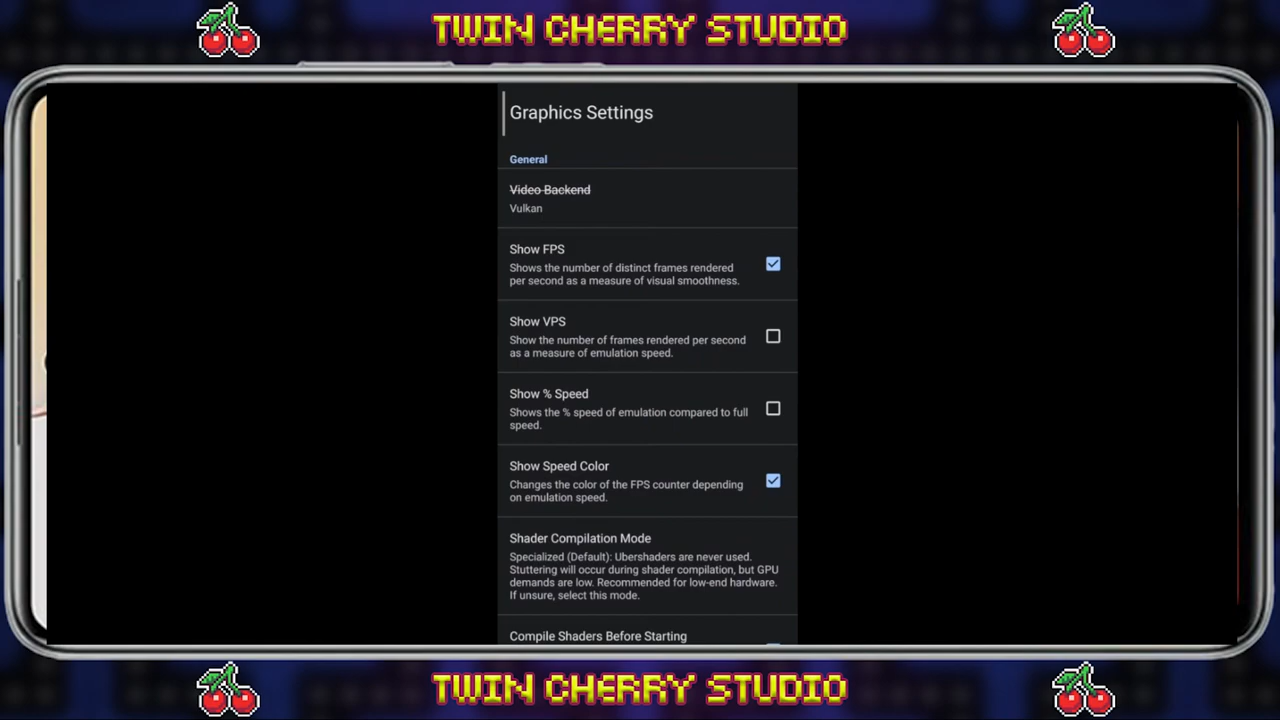 TWIN CHERRY STUDIO
Graphics Settings
General
Video Backend
Vulkan
Show FPS
Shows the number of distinct frames rendered
per second as a measure of visual smoothness.
Show VPS
Show the number of frames rendered per second
as a measure of emulation speed.
Show % Speed
Shows the % speed of emulation compared to full
speed.
Show Speed Color
Changes the color of the FPS counter depending
on emulation speed.
Shader Compilation Mode
Specialized (Default): Ubershaders are never used.
Stuttering will occur during shader compilation, but GPU
demands are low. Recommended for low-end hardware.
If unsure, select this mode.
Compile Shaders Before Starting
TWIN CHERRY STUDIO